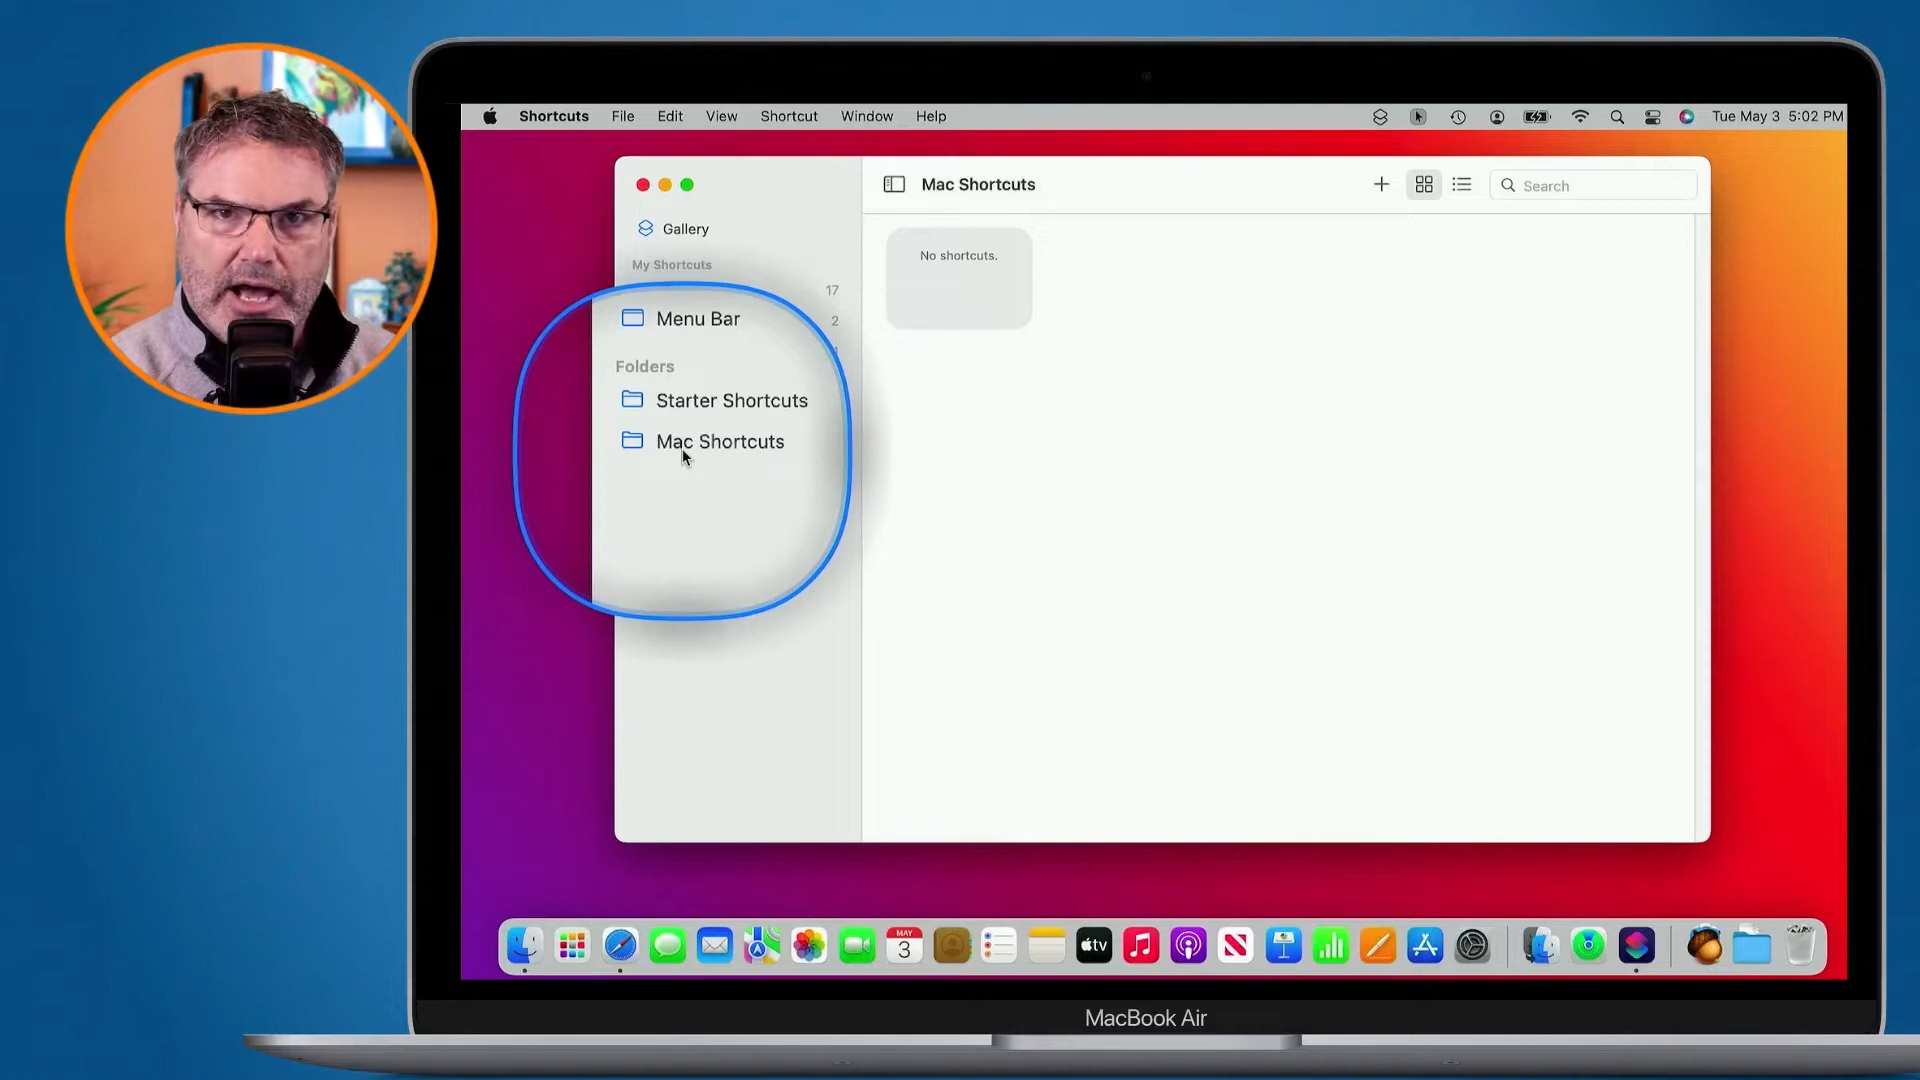 Shortcuts File Edit View Shortcut Window Help Tue May 3 5:02 PM
Mac Shortcuts
Search
Gallery
My Shortcuts
No shortcuts.
17
Menu Bar 2
Folders
Starter Shortcuts
Mac Shortcuts
MAY
3
tv
MacBook Air